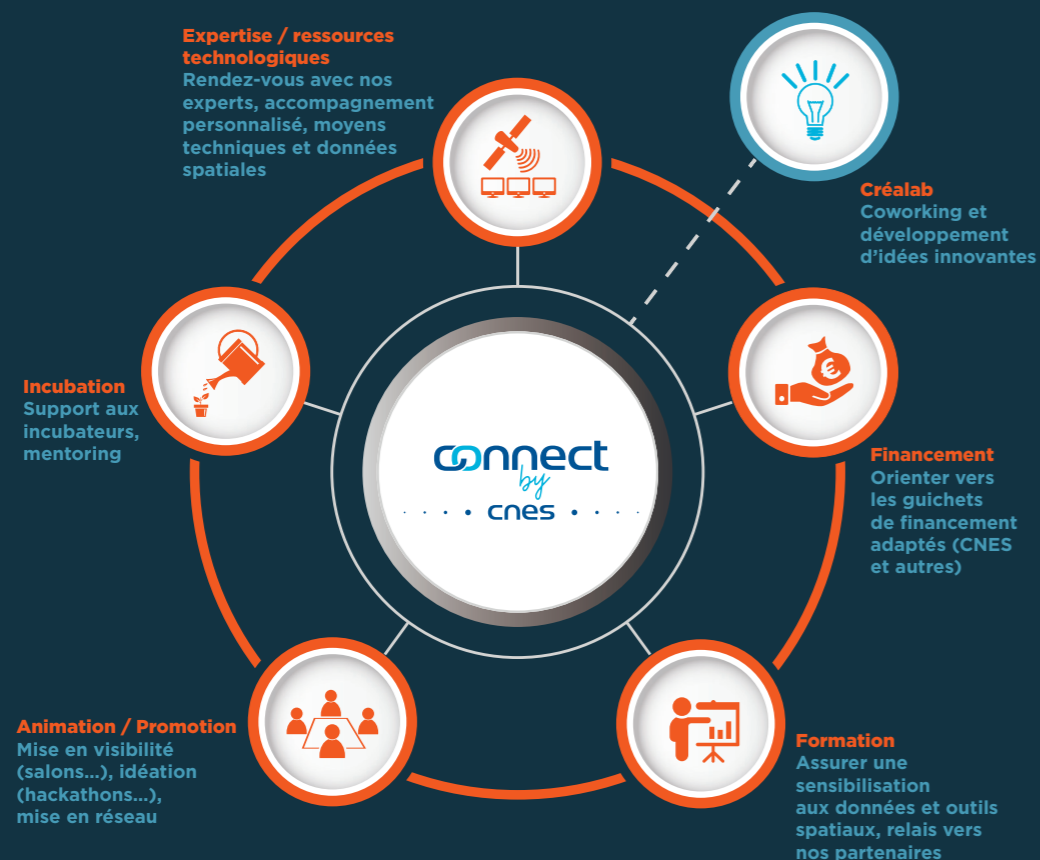 Expertise / ressources
technologiques
Rendez-vous avec nos
experts, accompagnement
personnalisé, moyens
techniques et données
spatiales
Créalab
Coworking et
développement
d'idées innovantes
Incubation
Support aux
incubateurs,
mentoring
connect
by
cnes
€
Financement
Orienter vers
les guichets
de financement
adaptés (CNES
et autres)
Animation / Promotion
Mise en visibilité
(salons...), idéation
(hackathons...),
mise en réseau
Formation
Assurer une
sensibilisation
aux données et outils
spatiaux, relais vers
nos partenaires